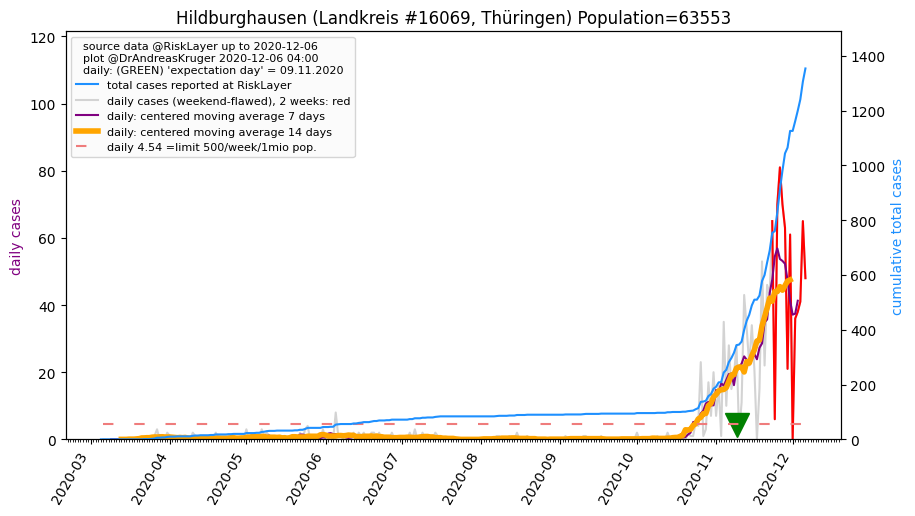 Hildburghausen (Landkreis #16069, Thüringen) Population=63553
source data @RiskLayer up to 2020-12-06
plot @DrAndreasKruger 2020-12-06 04:00
daily: (GREEN) 'expectation day' = 09.11.2020
total cases reported at RiskLayer
daily cases (weekend-flawed), 2 weeks: red
daily: centered moving average 7 days
daily: centered moving average 14 days
daily 4.54 =limit 500/week/1mio pop.
daily cases
120
100
80
60
40
20
0
cumulative total cases
1400
1200
1000
800
600
400
200
0
2020-03
2020-04
2020-05
2020-06
2020-07
2020-08
2020-09
2020-10
2020-11
2020-12